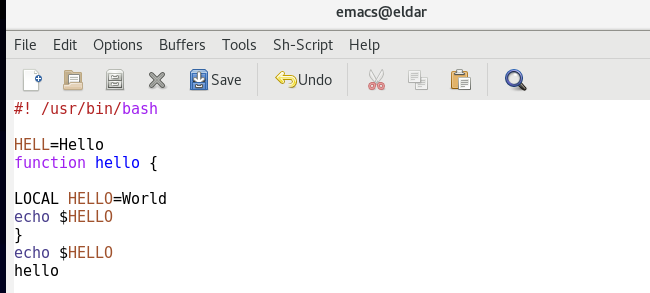 emacs@eldar
File Edit Options Buffers Tools Sh-Script Help
Save Undo
#! /usr/bin/bash
HELL=Hello
function hello {
LOCAL HELLO=World
echo $HELLO
}
echo $HELLO
hello